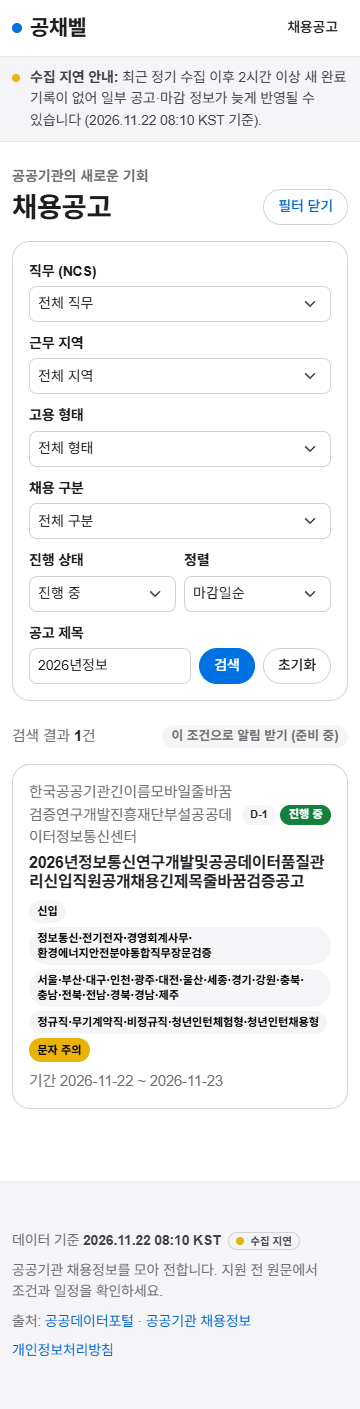 공채벨
채용공고
수집 지연 안내: 최근 정기 수집 이후 2시간 이상 새 완료
기록이 없어 일부 공고·마감 정보가 늦게 반영될 수
있습니다 (2026.11.22 08:10 KST 기준).
공공기관의 새로운 기회
채용공고
필터 닫기
직무 (NCS)
전체 직무
근무 지역
전체 지역
고용 형태
전체 형태
채용 구분
전체 구분
진행 상태
정렬
진행 중
마감일순
공고 제목
2026년정보
검색
초기화
검색 결과 1건
이 조건으로 알림 받기 (준비 중)
한국공공기관긴이름모바일줄바꿈
검증연구개발진흥재단부설공공데
이터정보통신센터
D-1
진행 중
2026년정보통신연구개발및공공데이터품질관
리신입직원공개채용긴제목줄바꿈검증공고
신입
정보통신·전기전자·경영회계사무·
환경에너지안전분야통합직무장문검증
서울·부산·대구·인천·광주·대전·울산·세종·경기·강원·충북·
충남·전북·전남·경북·경남·제주
정규직·무기계약직·비정규직·청년인턴체험형·청년인턴채용형
문자 주의
기간 2026-11-22 ~ 2026-11-23
데이터 기준 2026.11.22 08:10 KST
수집 지연
공공기관 채용정보를 모아 전합니다. 지원 전 원문에서
조건과 일정을 확인하세요.
출처: 공공데이터포털 · 공공기관 채용정보
개인정보처리방침